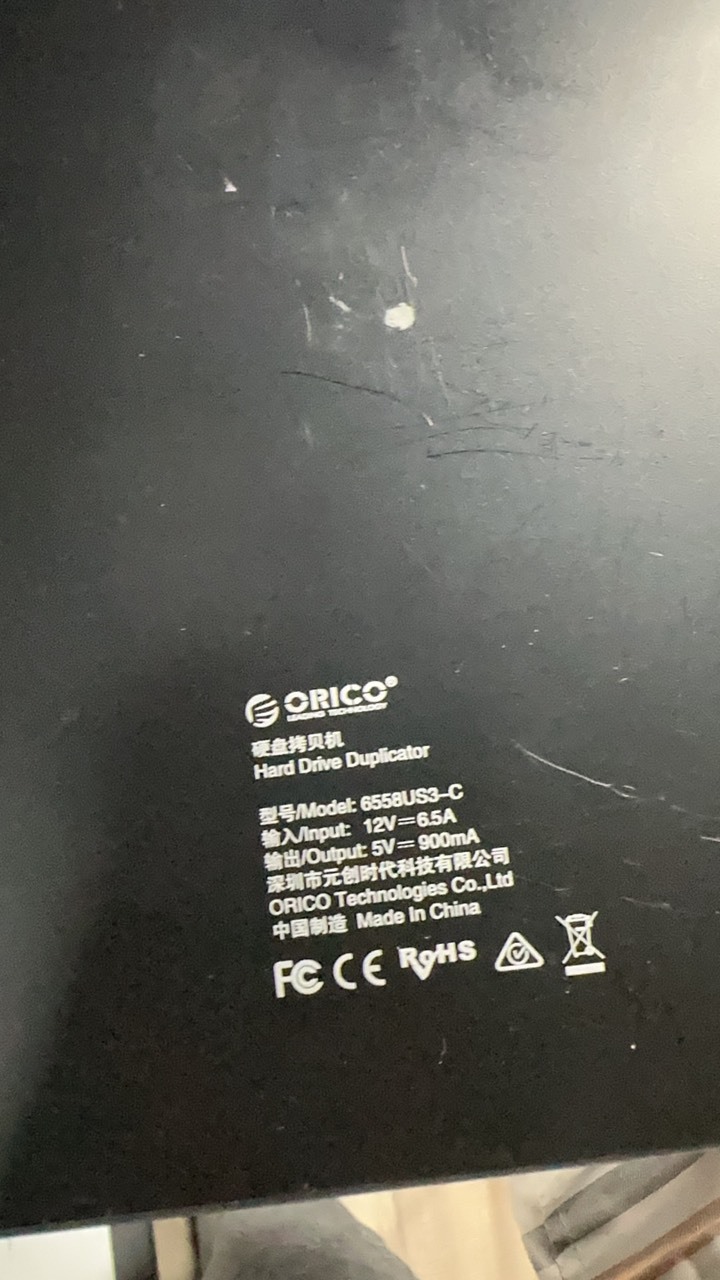 ORICO
LEADING TECHNOLOGY
硬盘拷贝机
Hard Drive Duplicator
型号/Model: 6558US3-C
输入/Input: 12V⎓6.5A
输出/Output: 5V⎓900mA
深圳市元创时代科技有限公司
ORICO Technologies Co.,Ltd
中国制造 Made In China
FC CE RoHS